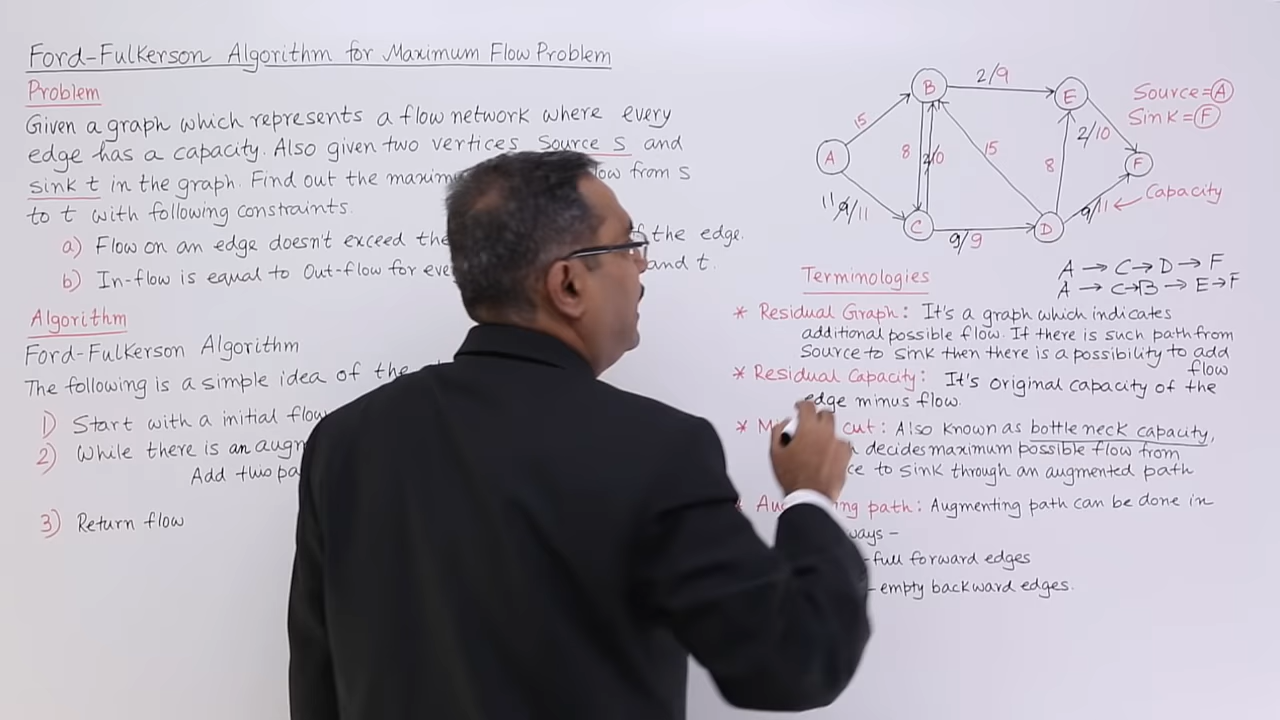 Ford-Fulkerson Algorithm for Maximum Flow Problem
Problem
Given a graph which represents a flow network where every
edge has a capacity. Also given two vertices Source S and
sink t in the graph. Find out the from s
to t with following constraints.
a) Flow on an edge doesn't exceed the the edge.
b) In-flow is equal to Out-flow for and t.
Algorithm
Ford-Fulkerson Algorithm
The following is a simple idea of the
1) Start with a initial flow
2) While there is an
Add two
3) Return flow
A
B
C
D
E
F
15
2/9
8
15
8
2/10
11
/11
9/9
9/11
Source=A
Sink=F
Capacity
A → C → D → F
A → C → B → E → F
Terminologies
* Residual Graph: It's a graph which indicates
additional possible flow. If there is such path from
source to sink then there is a possibility to add
flow
* Residual Capacity: It's original capacity of the
edge minus flow.
* cut: Also known as bottle neck capacity,
decides maximum possible flow from
to sink through an augmented path
* path: Augmenting path can be done in
-
- full forward edges
- empty backward edges.